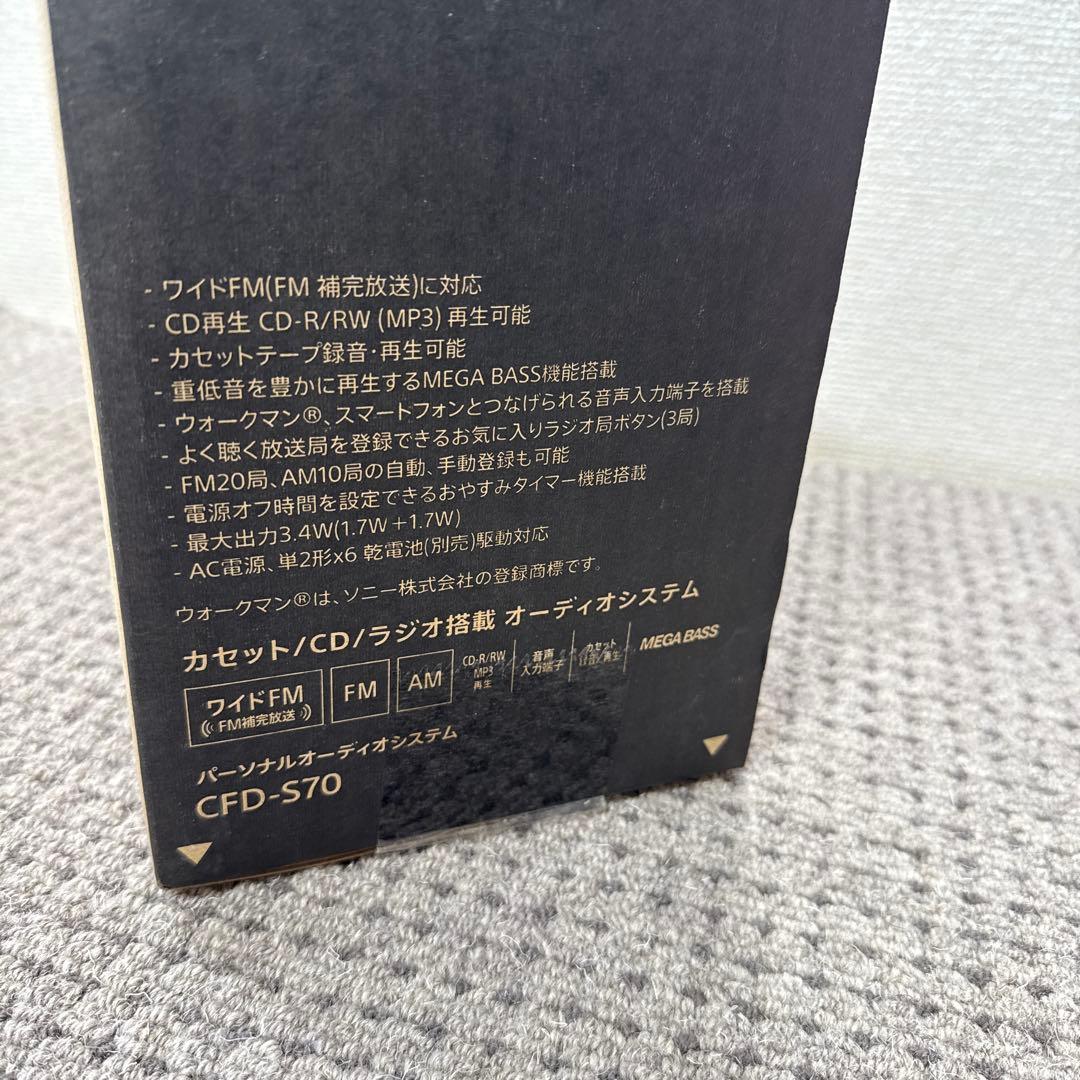 - ワイドFM(FM 補完放送)に対応
- CD再生 CD-R/RW (MP3) 再生可能
- カセットテープ録音・再生可能
- 重低音を豊かに再生するMEGA BASS機能搭載
- ウォークマン®、スマートフォンとつなげられる音声入力端子を搭載
- よく聴く放送局を登録できるお気に入りラジオ局ボタン(3局)
- FM20局、AM10局の自動、手動登録も可能
- 電源オフ時間を設定できるおやすみタイマー機能搭載
- 最大出力3.4W(1.7W+1.7W)
- AC電源、単2形x6 乾電池(別売)駆動対応
ウォークマン®は、ソニー株式会社の登録商標です。
カセット/CD/ラジオ搭載 オーディオシステム
ワイドFM
FM補完放送
FM
AM
CD-R/RW
MP3
再生
音声
入力端子
カセット
録音/再生
MEGA BASS
パーソナルオーディオシステム
CFD-S70